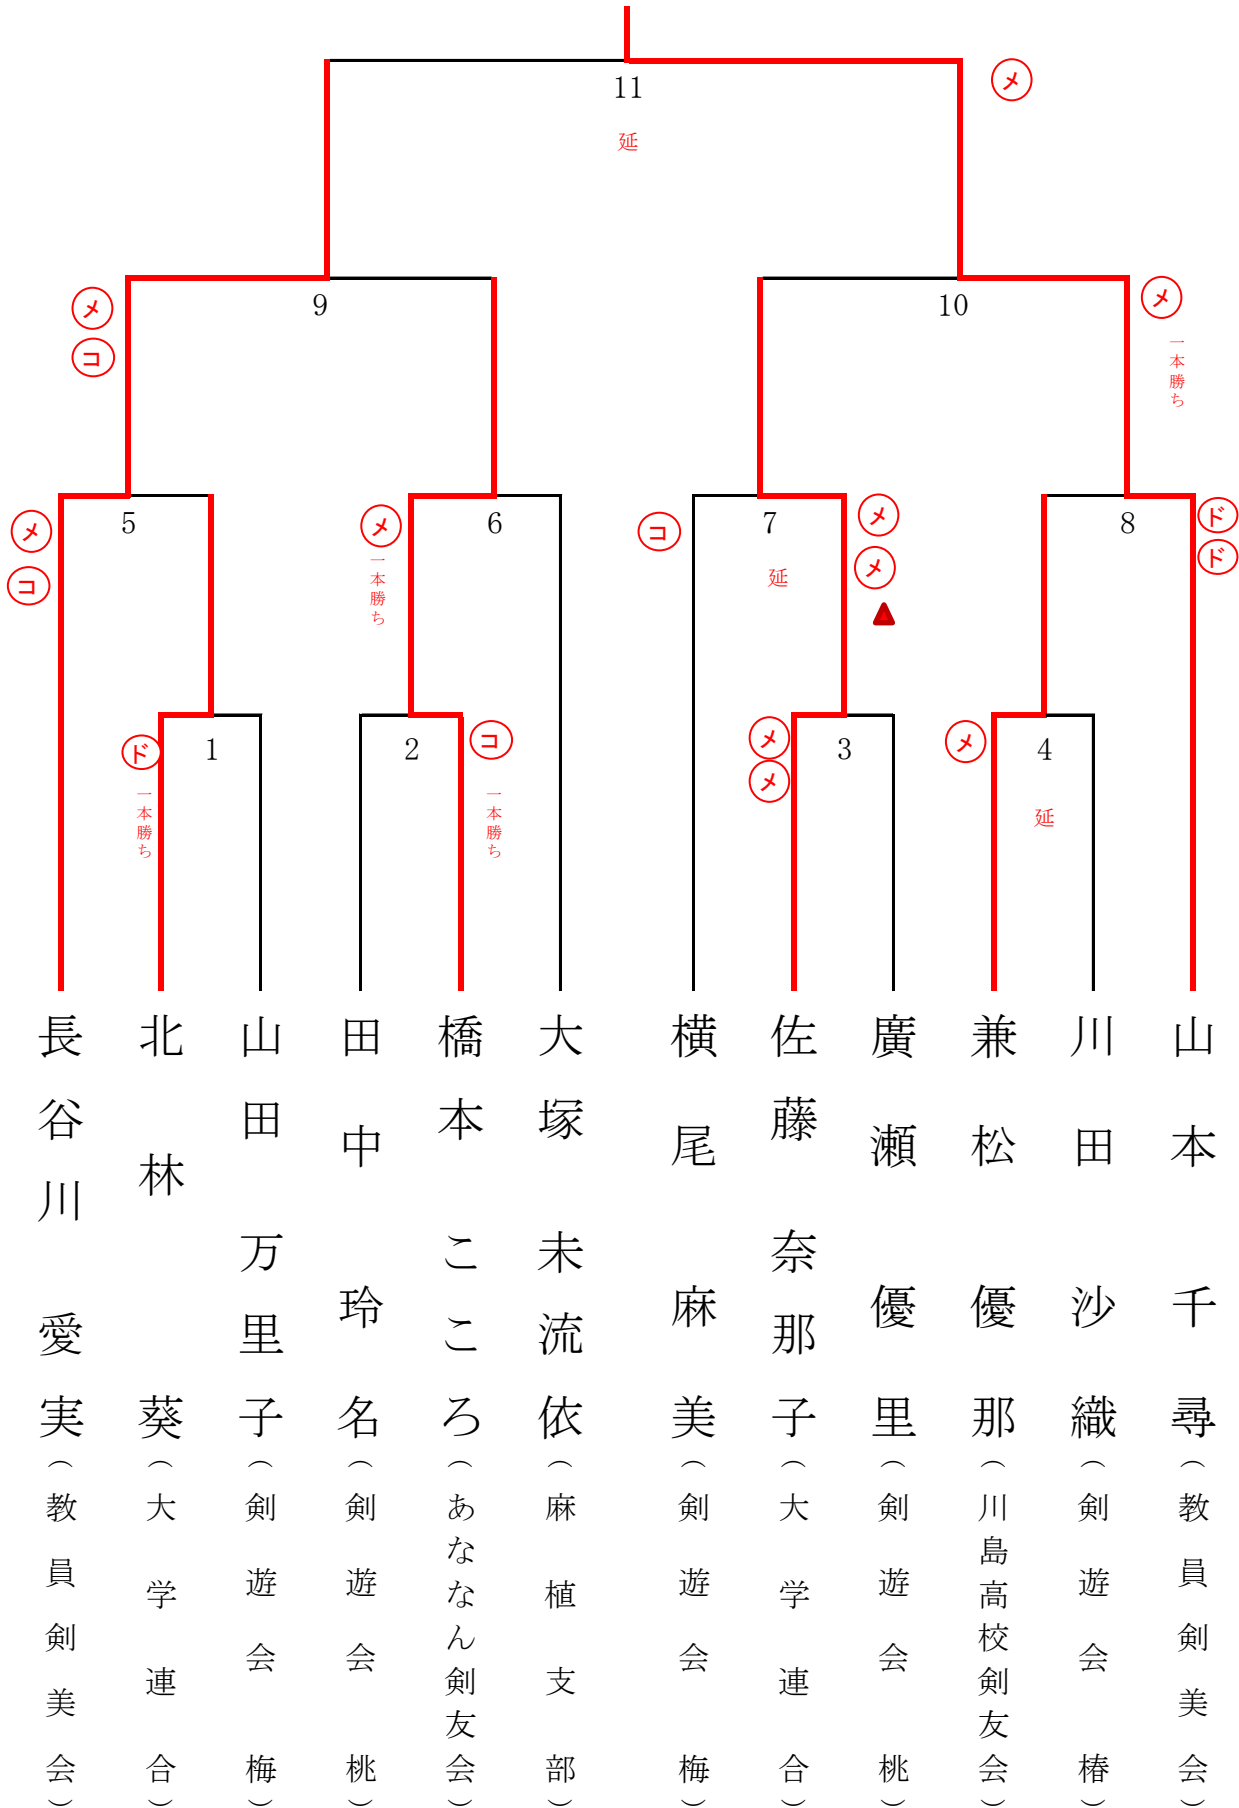 11
延
メ
9
メ
コ
10
メ
一本勝ち
5
メ
コ
6
メ
一本勝ち
7
延
コ
メ
メ
8
ド
ド
1
ド
一本勝ち
2
コ
一本勝ち
3
メ
メ
4
メ
延
長谷川 愛実（教員剣美会）
北林 葵（大学連合）
山田 万里子（剣遊会梅）
田中 玲名（剣遊会桃）
橋本 こころ（あななん剣友会）
大塚 未流依（麻植支部）
横尾 麻美（剣遊会梅）
佐藤 奈那子（大学連合）
廣瀬 優里（剣遊会桃）
兼松 優那（川島高校剣友会）
川田 沙織（剣遊会椿）
山本 千尋（教員剣美会）